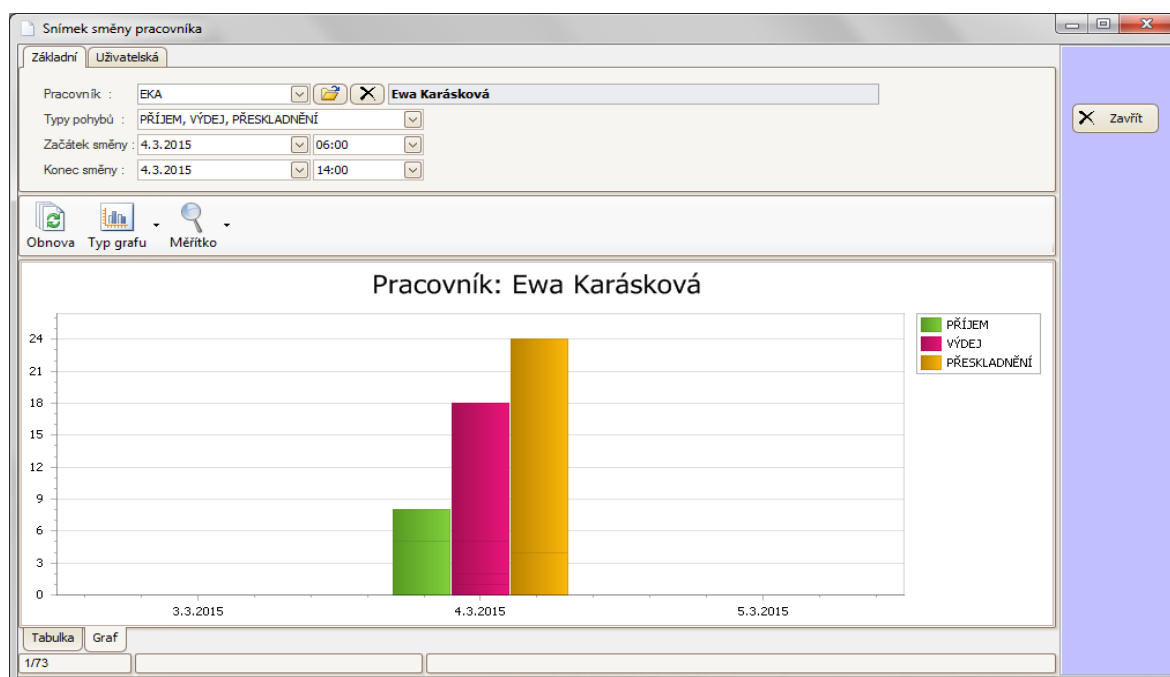 Snímek směny pracovníka
Základní Uživatelská
Pracovník : EKA Ewa Karásková
Typy pohybů : PŘÍJEM, VÝDEJ, PŘESKLADNĚNÍ
Začátek směny : 4.3.2015 06:00
Konec směny : 4.3.2015 14:00
Zavřít
Obnova Typ grafu Měřítko
Pracovník: Ewa Karásková
PŘÍJEM
VÝDEJ
PŘESKLADNĚNÍ
24
21
18
15
12
9
6
3
0
3.3.2015 4.3.2015 5.3.2015
Tabulka Graf
1/73